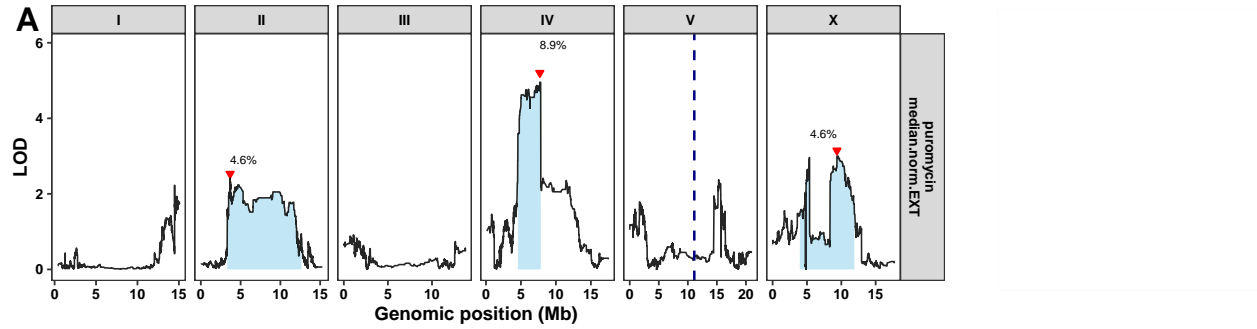 A
I II III IV V X
8.9%
4.6%
4.6%
6
4
2
0
LOD
puromycin
median.norm.EXT
0 5 10 15 0 5 10 15 0 5 10 0 5 10 15 0 5 10 15 20 0 5 10 15
Genomic position (Mb)